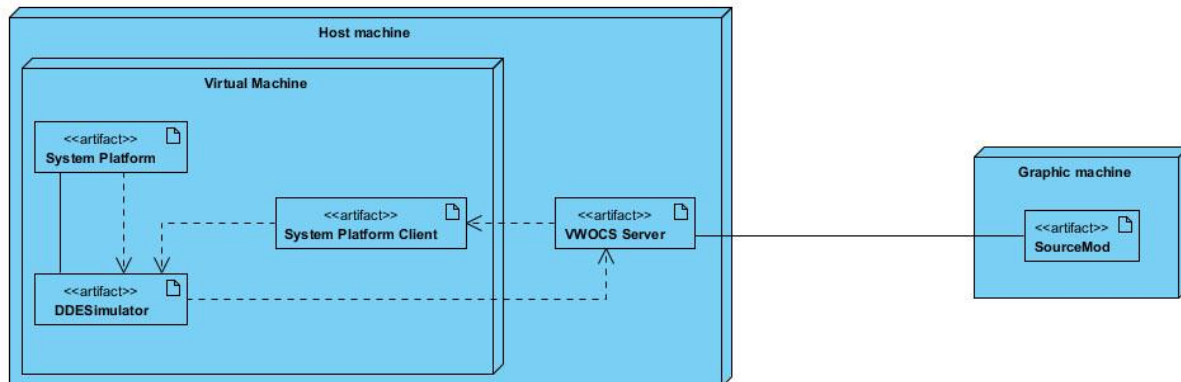 Host machine
Virtual Machine
<<artifact>>
System Platform
<<artifact>>
System Platform Client
<<artifact>>
VWOCS Server
<<artifact>>
DDESimulator
Graphic machine
<<artifact>>
SourceMod